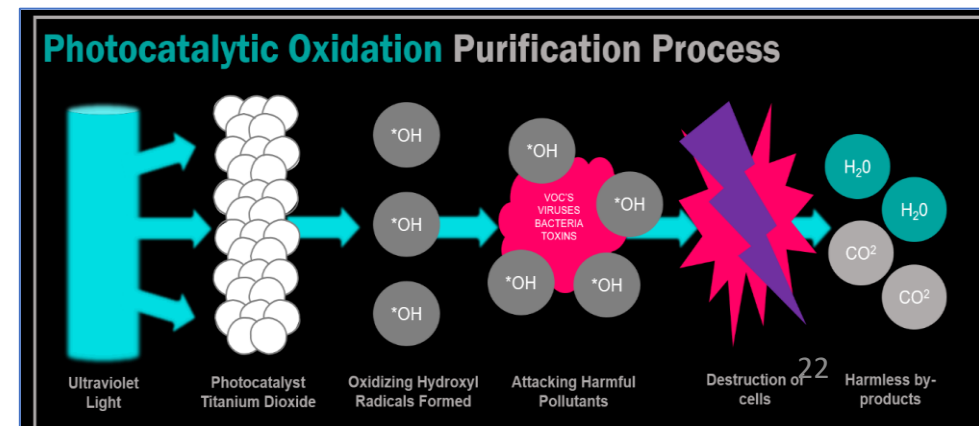 Photocatalytic Oxidation Purification Process
*OH
*OH
*OH
*OH
*OH
*OH
*OH
VOC'S
VIRUSES
BACTERIA
TOXINS
H₂0
H₂0
CO²
CO²
22
Ultraviolet
Light
Photocatalyst
Titanium Dioxide
Oxidizing Hydroxyl
Radicals Formed
Attacking Harmful
Pollutants
Destruction of
cells
Harmless by-
products